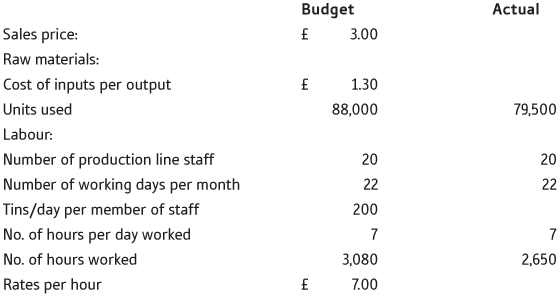 Budget Actual
Sales price: £ 3.00
Raw materials:
Cost of inputs per output £ 1.30
Units used 88,000 79,500
Labour:
Number of production line staff 20 20
Number of working days per month 22 22
Tins/day per member of staff 200
No. of hours per day worked 7 7
No. of hours worked 3,080 2,650
Rates per hour £ 7.00